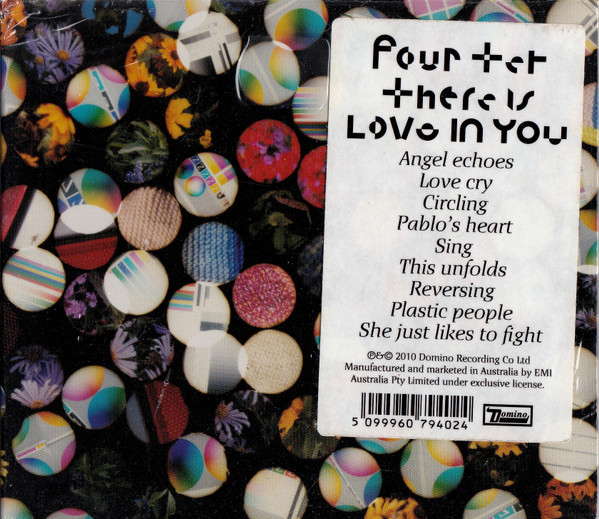 Four Tet
There Is
Love In You
Angel echoes
Love cry
Circling
Pablo's heart
Sing
This unfolds
Reversing
Plastic people
She just likes to fight
℗&© 2010 Domino Recording Co Ltd
Manufactured and marketed in Australia by EMI
Australia Pty Limited under exclusive license.
5 099960 794024
Domino